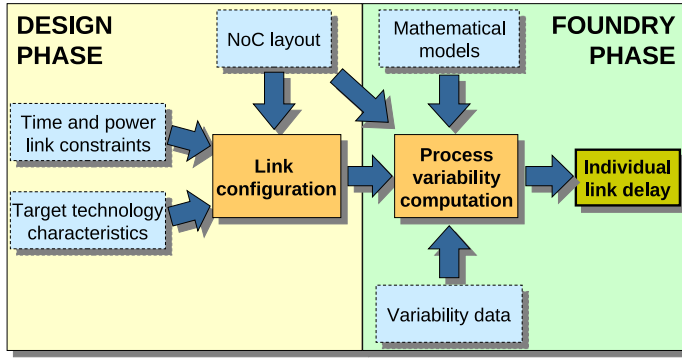 DESIGN
PHASE
NoC layout
Mathematical
models
FOUNDRY
PHASE
Time and power
link constraints
Link
configuration
Process
variability
computation
Individual
link delay
Target technology
characteristics
Variability data